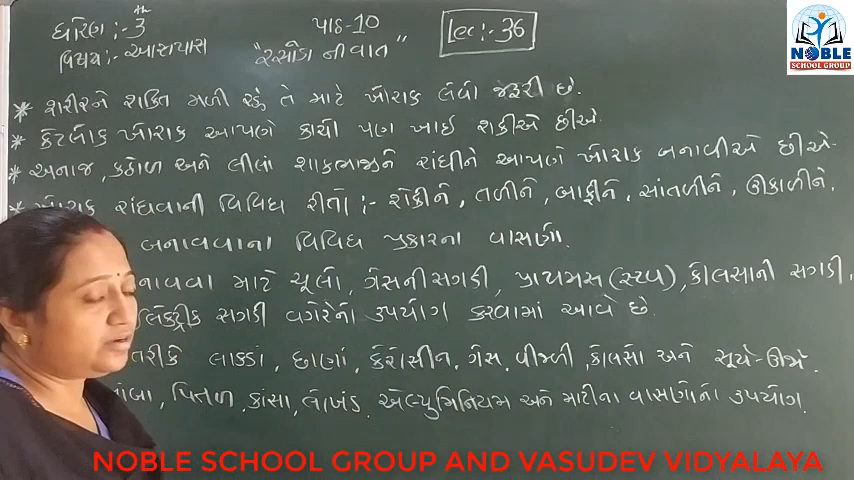 ધોરણ :- 3 th
પાઠ-10
Lec :- 36
વિષય :- આસપાસ
"રસોડા ની વાત"
NOBLE
SCHOOL GROUP
* શરીરને શક્તિ મળી રહે તે માટે ખોરાક લેવો જરૂરી છે.
* કેટલાક ખોરાક આપણે કાચો પણ ખાઈ શકીએ છીએ.
* અનાજ, કઠોળ અને લીલાં શાકભાજીને રાંધીને આપણે ખોરાક બનાવીએ છીએ.
* ખોરાક રાંધવાની વિવિધ રીતો :- શેકીને, તળીને, બાફીને, સાંતળીને, ઊકાળીને.
બનાવવાના વિવિધ પ્રકારના વાસણો.
નાવવા માટે ચૂલો, ગેસની સગડી, પ્રાયમસ (સ્ટવ), કોલસાની સગડી,
લેક્ટ્રીક સગડી વગેરેનો ઉપયોગ કરવામાં આવે છે.
તરીકે લાકડાં, છાણાં, કેરોસીન, ગેસ, વીજળી, કોલસો અને સૂર્ય-ઊર્જા.
ાંબા, પિત્તળ, કાંસા, લોખંડ, એલ્યુમિનિયમ અને માટીના વાસણોનો ઉપયોગ.
NOBLE SCHOOL GROUP AND VASUDEV VIDYALAYA